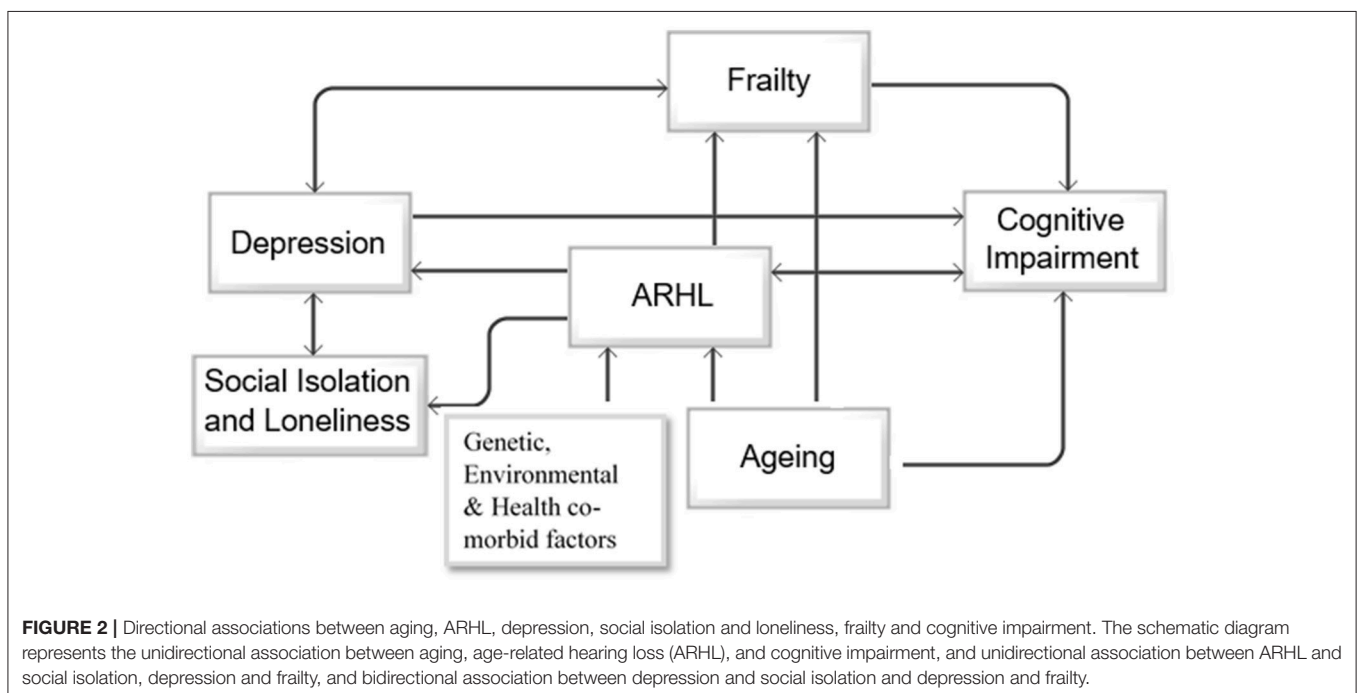 Frailty
Depression
Cognitive
Impairment
ARHL
Social Isolation
and Loneliness
Genetic,
Environmental
& Health co-
morbid factors
Ageing
FIGURE 2 | Directional associations between aging, ARHL, depression, social isolation and loneliness, frailty and cognitive impairment. The schematic diagram
represents the unidirectional association between aging, age-related hearing loss (ARHL), and cognitive impairment, and unidirectional association between ARHL and
social isolation, depression and frailty, and bidirectional association between depression and social isolation and depression and frailty.